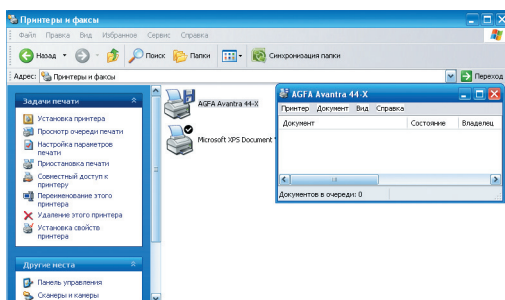 Принтеры и факсы
Файл Правка Вид Избранное Сервис Справка
Назад Поиск Папки Синхронизация папки
Адрес: Принтеры и факсы Переход
Задачи печати
Установка принтера
Просмотр очереди печати
Настройка параметров
печати
Приостановка печати
Совместный доступ к
принтеру
Переименование этого
принтера
Удаление этого принтера
Установка свойств
принтера
Другие места
Панель управления
Сканеры и камеры
AGFA Avantra 44-X
Microsoft XPS Document
AGFA Avantra 44-X
Принтер Документ Вид Справка
Документ Состояние Владелец
Документов в очереди: 0